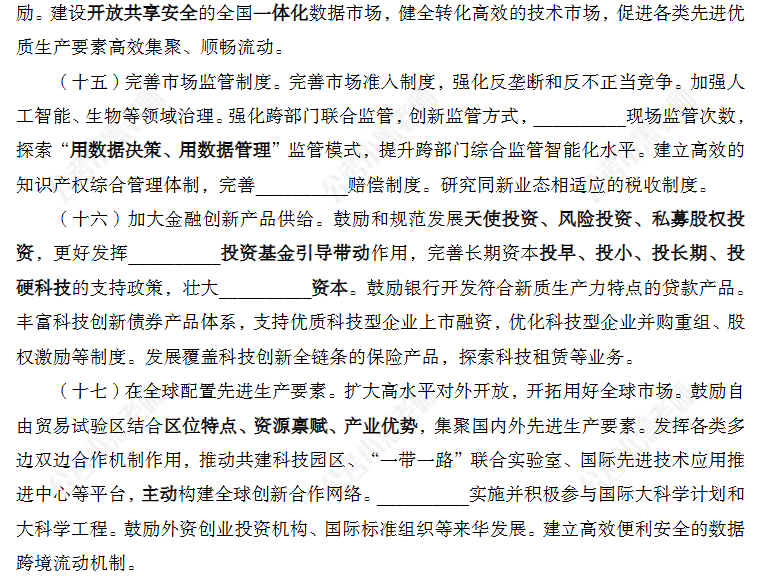 励。建设开放共享安全的全国一体化数据市场，健全转化高效的技术市场，促进各类先进优
质生产要素高效集聚、顺畅流动。
（十五）完善市场监管制度。完善市场准入制度，强化反垄断和反不正当竞争。加强人
工智能、生物等领域治理。强化跨部门联合监管，创新监管方式，__________现场监管次数，
探索“用数据决策、用数据管理”监管模式，提升跨部门综合监管智能化水平。建立高效的
知识产权综合管理体制，完善__________赔偿制度。研究同新业态相适应的税收制度。
（十六）加大金融创新产品供给。鼓励和规范发展天使投资、风险投资、私募股权投
资，更好发挥__________投资基金引导带动作用，完善长期资本投早、投小、投长期、投
硬科技的支持政策，壮大__________资本。鼓励银行开发符合新质生产力特点的贷款产品。
丰富科技创新债券产品体系，支持优质科技型企业上市融资，优化科技型企业并购重组、股
权激励等制度。发展覆盖科技创新全链条的保险产品，探索科技租赁等业务。
（十七）在全球配置先进生产要素。扩大高水平对外开放，开拓用好全球市场。鼓励自
由贸易试验区结合区位特点、资源禀赋、产业优势，集聚国内外先进生产要素。发挥各类多
边双边合作机制作用，推动共建科技园区、“一带一路”联合实验室、国际先进技术应用推
进中心等平台，主动构建全球创新合作网络。__________实施并积极参与国际大科学计划和
大科学工程。鼓励外资创业投资机构、国际标准组织等来华发展。建立高效便利安全的数据
跨境流动机制。